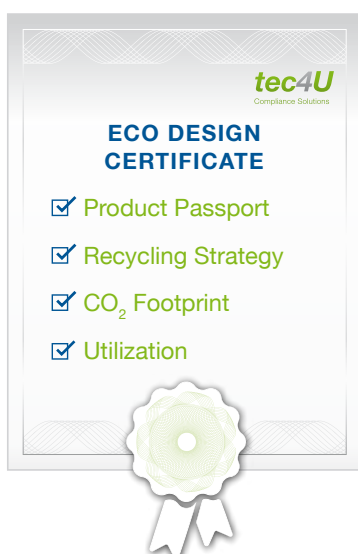 tec4U
Compliance Solutions
ECO DESIGN
CERTIFICATE
Product Passport
Recycling Strategy
CO₂ Footprint
Utilization